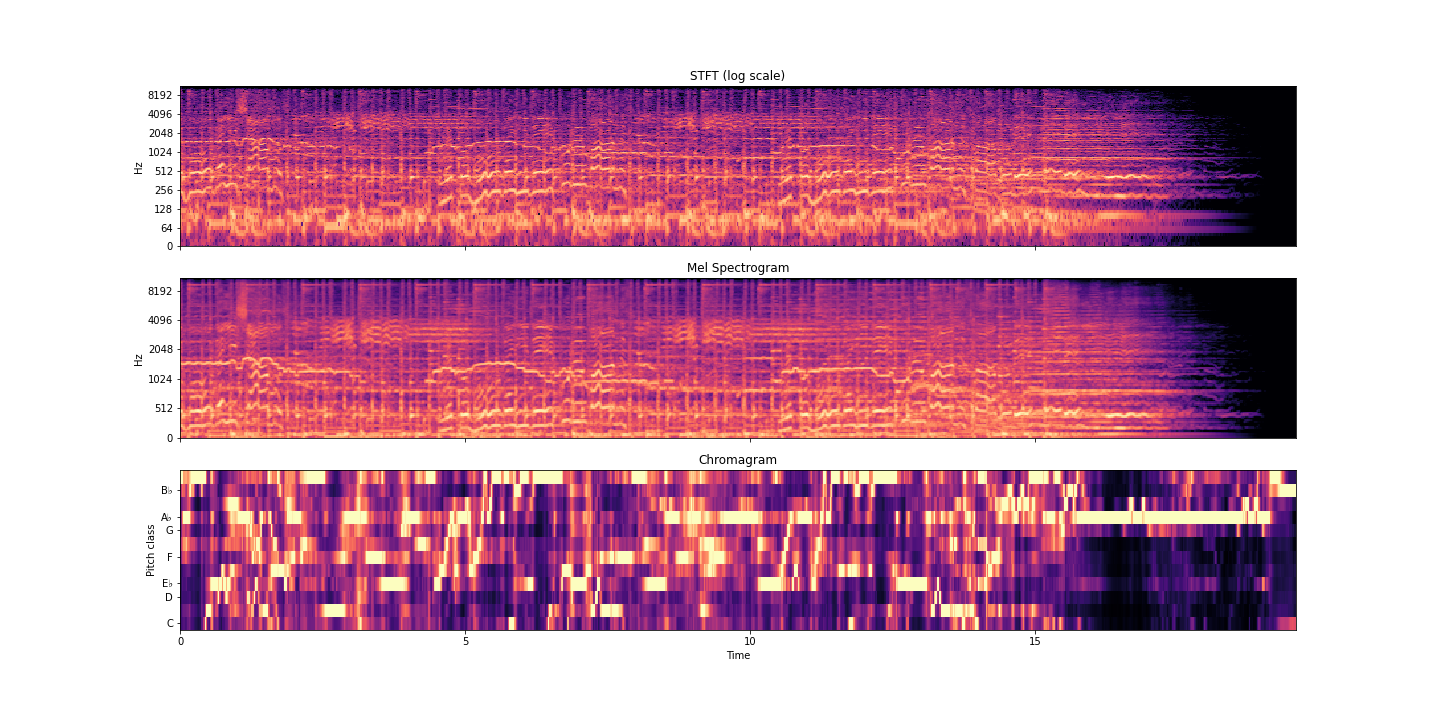 STFT (log scale)
8192
4096
2048
1024
512
256
128
64
0
Hz
Mel Spectrogram
8192
4096
2048
1024
512
0
Hz
Chromagram
B♭
A♭
G
F
E♭
D
C
Pitch class
0 5 10 15
Time